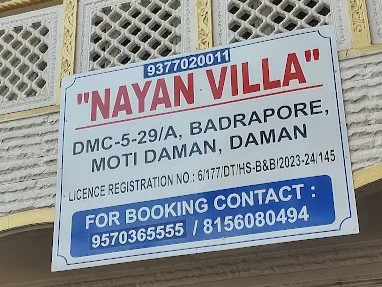 9377020011
"NAYAN VILLA"
DMC-5-29/A, BADRAPORE,
MOTI DAMAN, DAMAN
LICENCE REGISTRATION NO.: 6/177/DT/HS-B&B/2023-24/145
FOR BOOKING CONTACT :
9570365555 / 8156080494